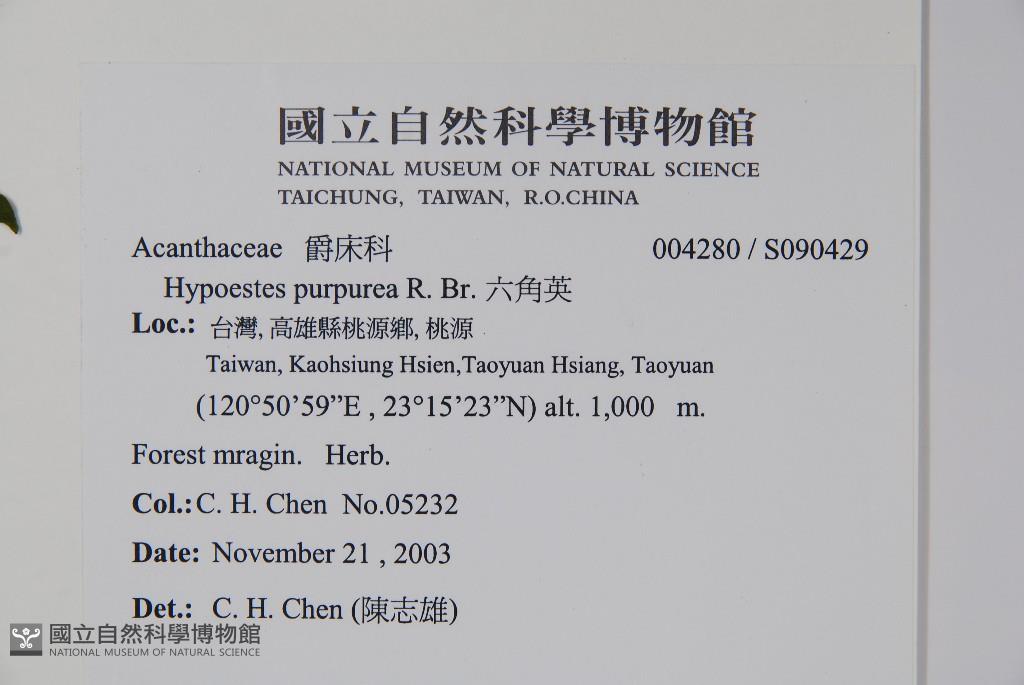 國立自然科學博物館
NATIONAL MUSEUM OF NATURAL SCIENCE
TAICHUNG, TAIWAN, R.O.CHINA
Acanthaceae 爵床科 004280 / S090429
Hypoestes purpurea R. Br. 六角英
Loc.: 台灣, 高雄縣桃源鄉, 桃源
Taiwan, Kaohsiung Hsien,Taoyuan Hsiang, Taoyuan
(120°50’59”E , 23°15’23”N) alt. 1,000 m.
Forest mragin. Herb.
Col.: C. H. Chen No.05232
Date: November 21 , 2003
Det.: C. H. Chen (陳志雄)
國立自然科學博物館
NATIONAL MUSEUM OF NATURAL SCIENCE